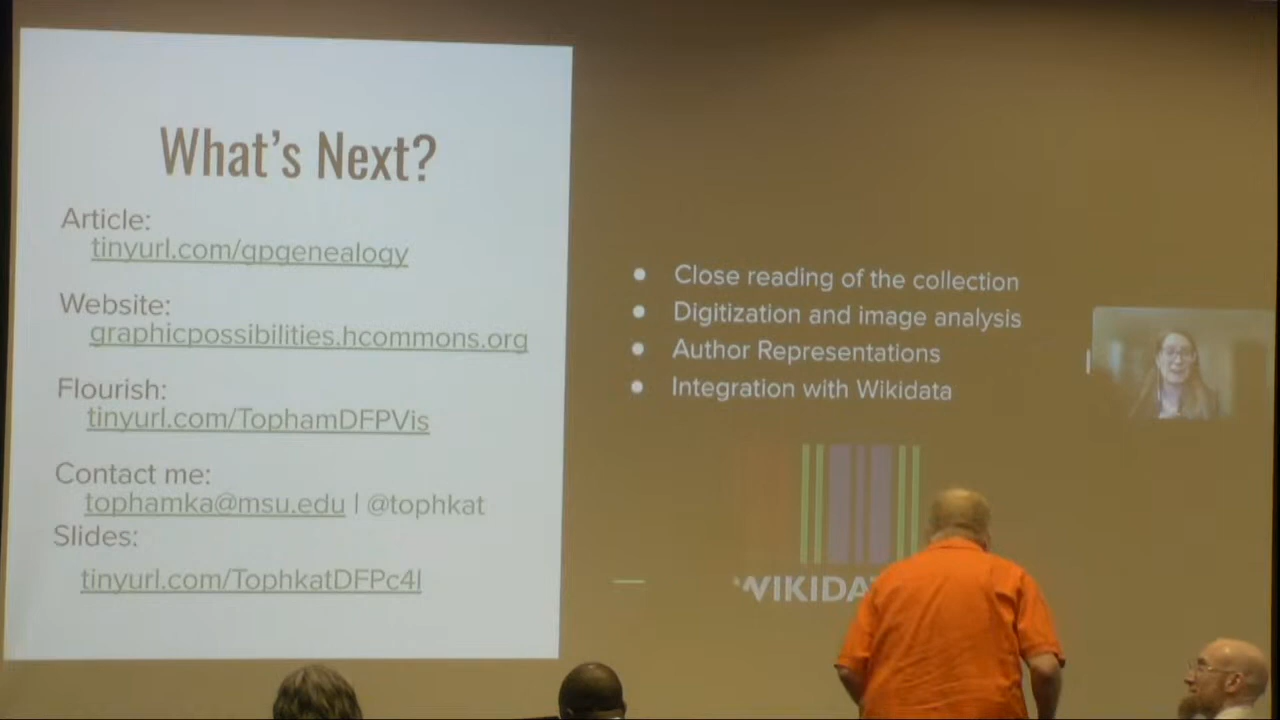 What's Next?
Article:
tinyurl.com/gpgenealogy
Website:
graphicpossibilities.hcommons.org
Flourish:
tinyurl.com/TophamDFPVis
Contact me:
tophamka@msu.edu | @tophkat
Slides:
tinyurl.com/TophkatDFPc4l
● Close reading of the collection
● Digitization and image analysis
● Author Representations
● Integration with Wikidata
WIKIDA